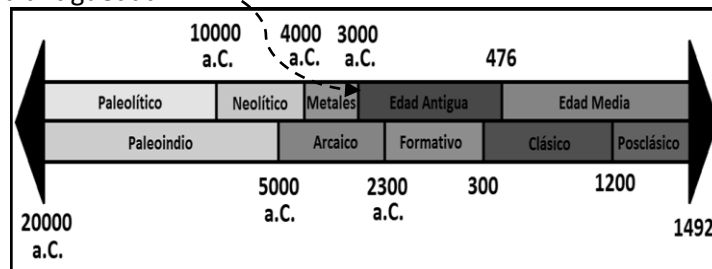 10000 4000 3000
a.C. a.C. a.C. 476
Paleolítico Neolítico Metales Edad Antigua Edad Media
Paleoindio Arcaico Formativo Clásico Posclásico
5000 2300 300 1200
20000 a.C. a.C. 1492
a.C.